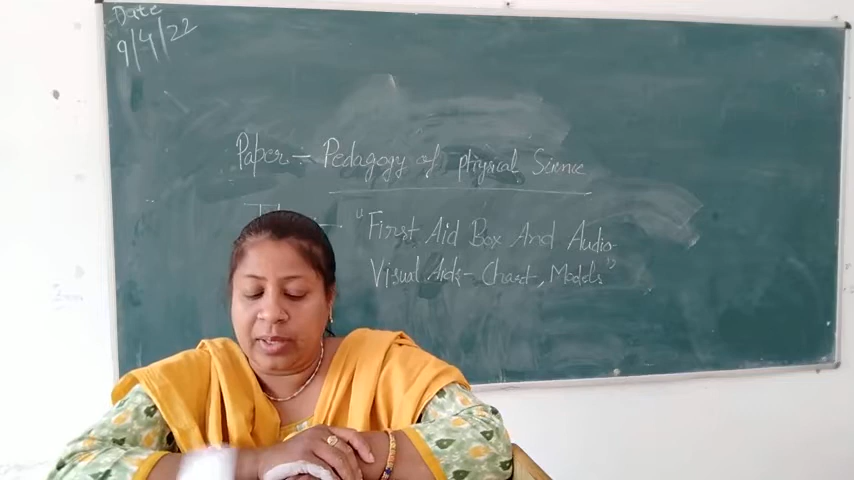 Date
9/4/22
Paper :- Pedagogy of physical Science
:- "First Aid Box And Audio
Visual Aids - Chart, Models"